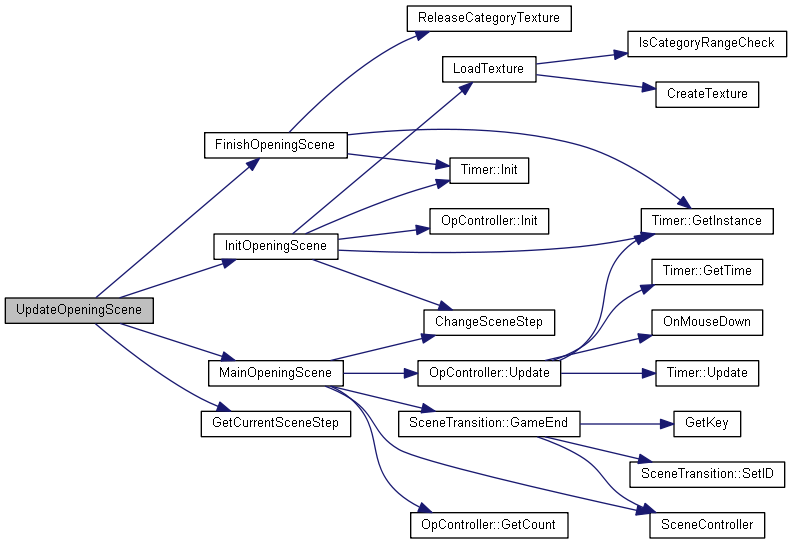 ReleaseCategoryTexture
IsCategoryRangeCheck
LoadTexture
CreateTexture
FinishOpeningScene
Timer::Init
OpController::Init
Timer::GetInstance
InitOpeningScene
Timer::GetTime
UpdateOpeningScene
ChangeSceneStep
OnMouseDown
MainOpeningScene
OpController::Update
Timer::Update
GetCurrentSceneStep
SceneTransition::GameEnd
GetKey
SceneTransition::SetID
OpController::GetCount
SceneController